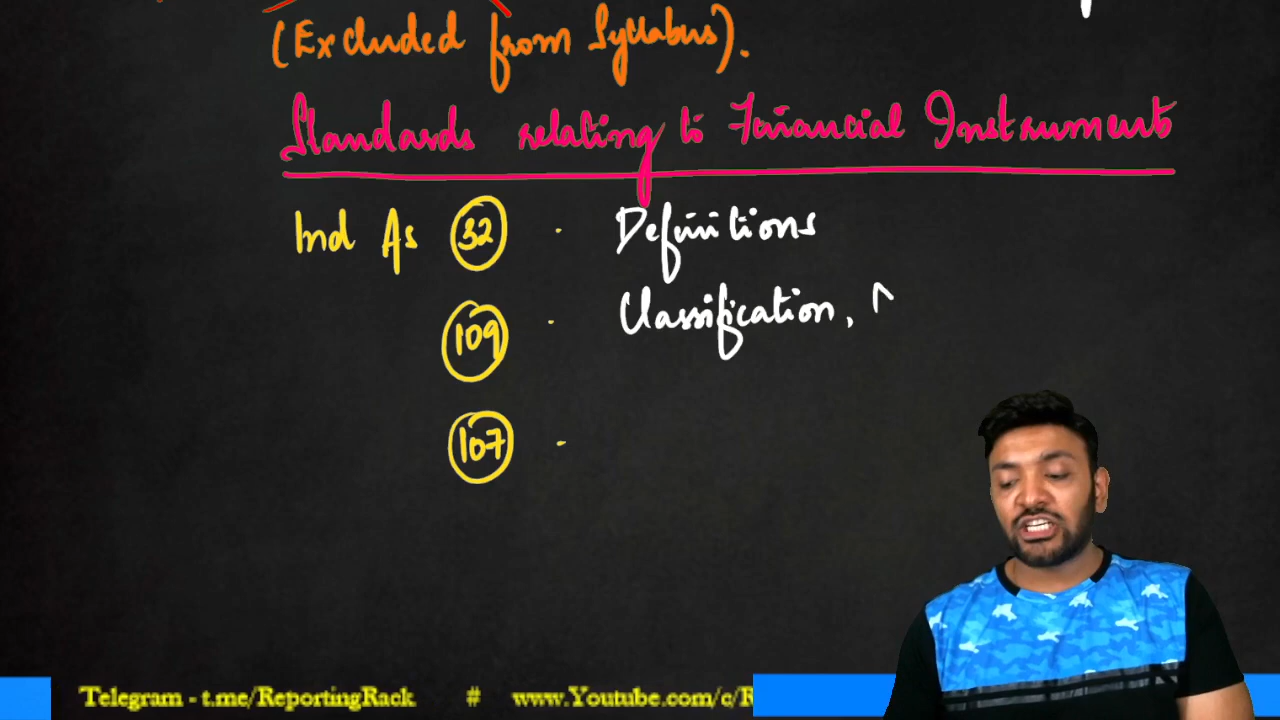 (Excluded from Syllabus).
Standards relating to Financial Instruments
Ind As 32 - Definitions
109 - Classification,
107 -
Telegram - t.me/ReportingRack # www.Youtube.com/c/R